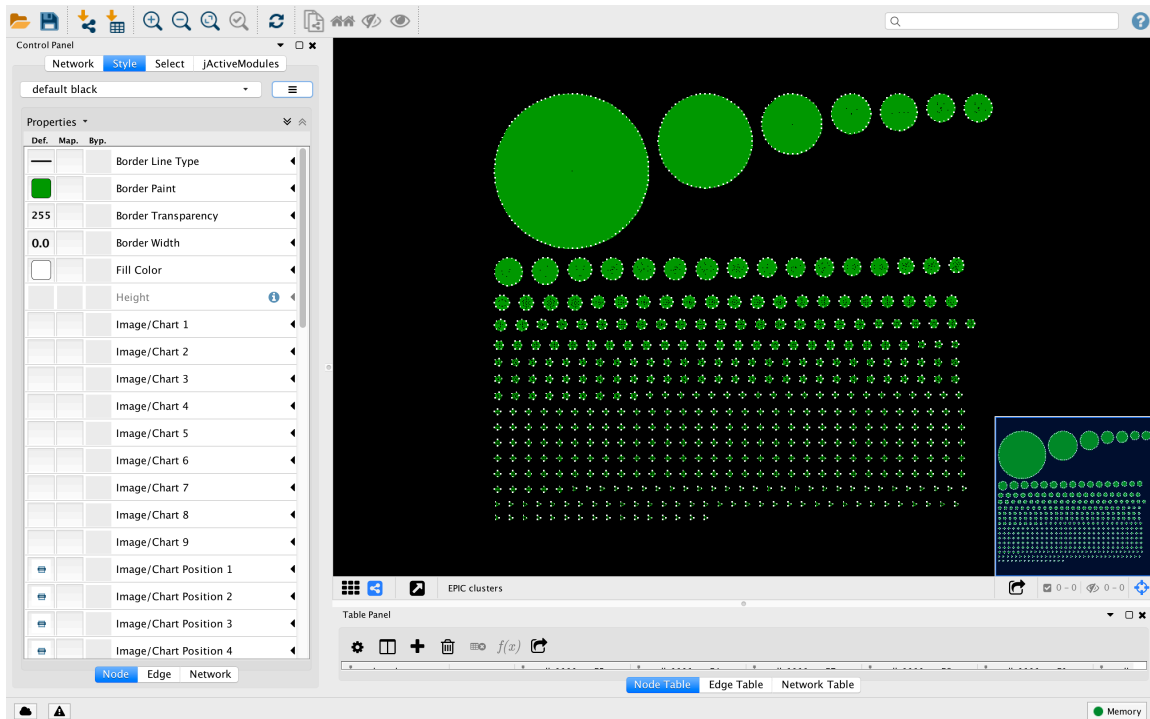 Control Panel
Network Style Select jActiveModules
default black
Properties
Def. Map. Byp.
Border Line Type
Border Paint
255 Border Transparency
0.0 Border Width
Fill Color
Height
Image/Chart 1
Image/Chart 2
Image/Chart 3
Image/Chart 4
Image/Chart 5
Image/Chart 6
Image/Chart 7
Image/Chart 8
Image/Chart 9
Image/Chart Position 1
Image/Chart Position 2
Image/Chart Position 3
Image/Chart Position 4
Node Edge Network
EPIC clusters
0 - 0 0 - 0
Table Panel
f(x)
Node Table Edge Table Network Table
Memory